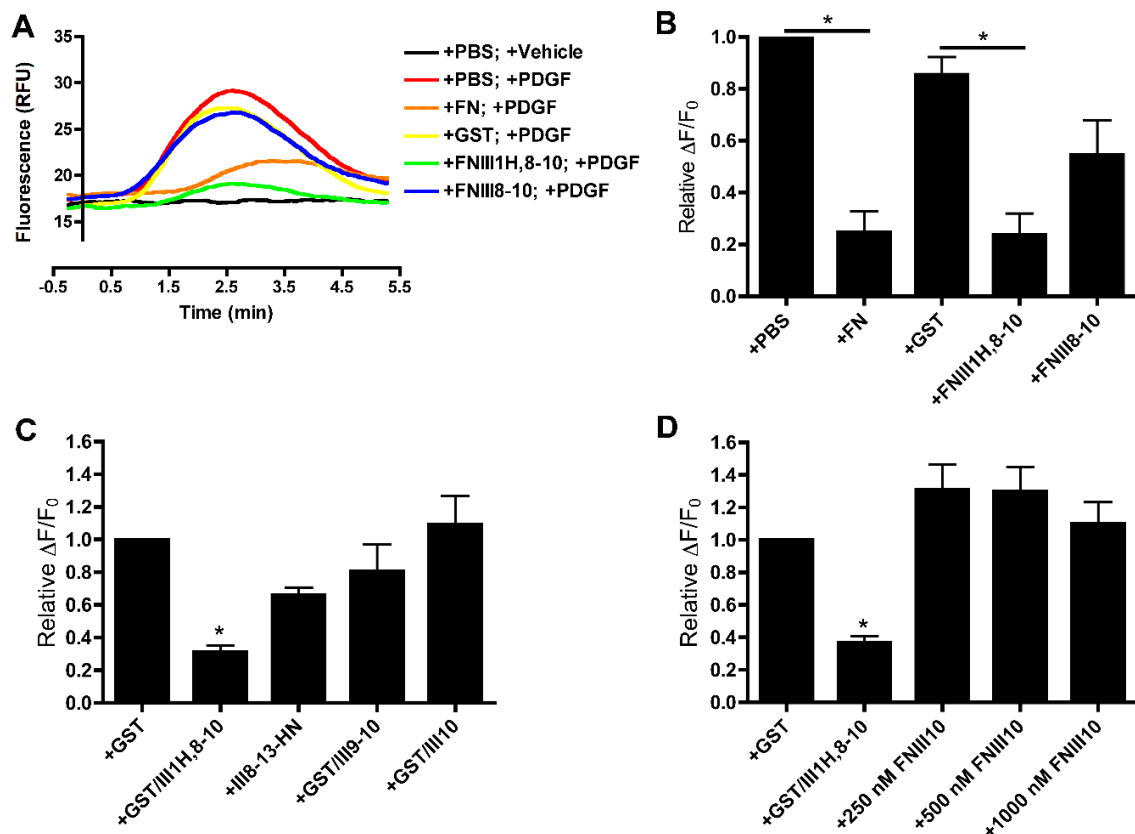 A
Fluorescence (RFU)
35
30
25
20
15
-0.5 0.5 1.5 2.5 3.5 4.5 5.5
Time (min)
+PBS; +Vehicle
+PBS; +PDGF
+FN; +PDGF
+GST; +PDGF
+FNIII1H,8-10; +PDGF
+FNIII8-10; +PDGF
B
Relative ΔF/F0
1.0
0.8
0.6
0.4
0.2
0.0
*
*
+PBS
+FN
+GST
+FNIII1H,8-10
+FNIII8-10
C
Relative ΔF/F0
1.6
1.4
1.2
1.0
0.8
0.6
0.4
0.2
0.0
*
+GST
+GST/III1H,8-10
+III8-13-HN
+GST/III9-10
+GST/III10
D
Relative ΔF/F0
1.6
1.4
1.2
1.0
0.8
0.6
0.4
0.2
0.0
*
+GST
+GST/III1H,8-10
+250 nM FNIII10
+500 nM FNIII10
+1000 nM FNIII10